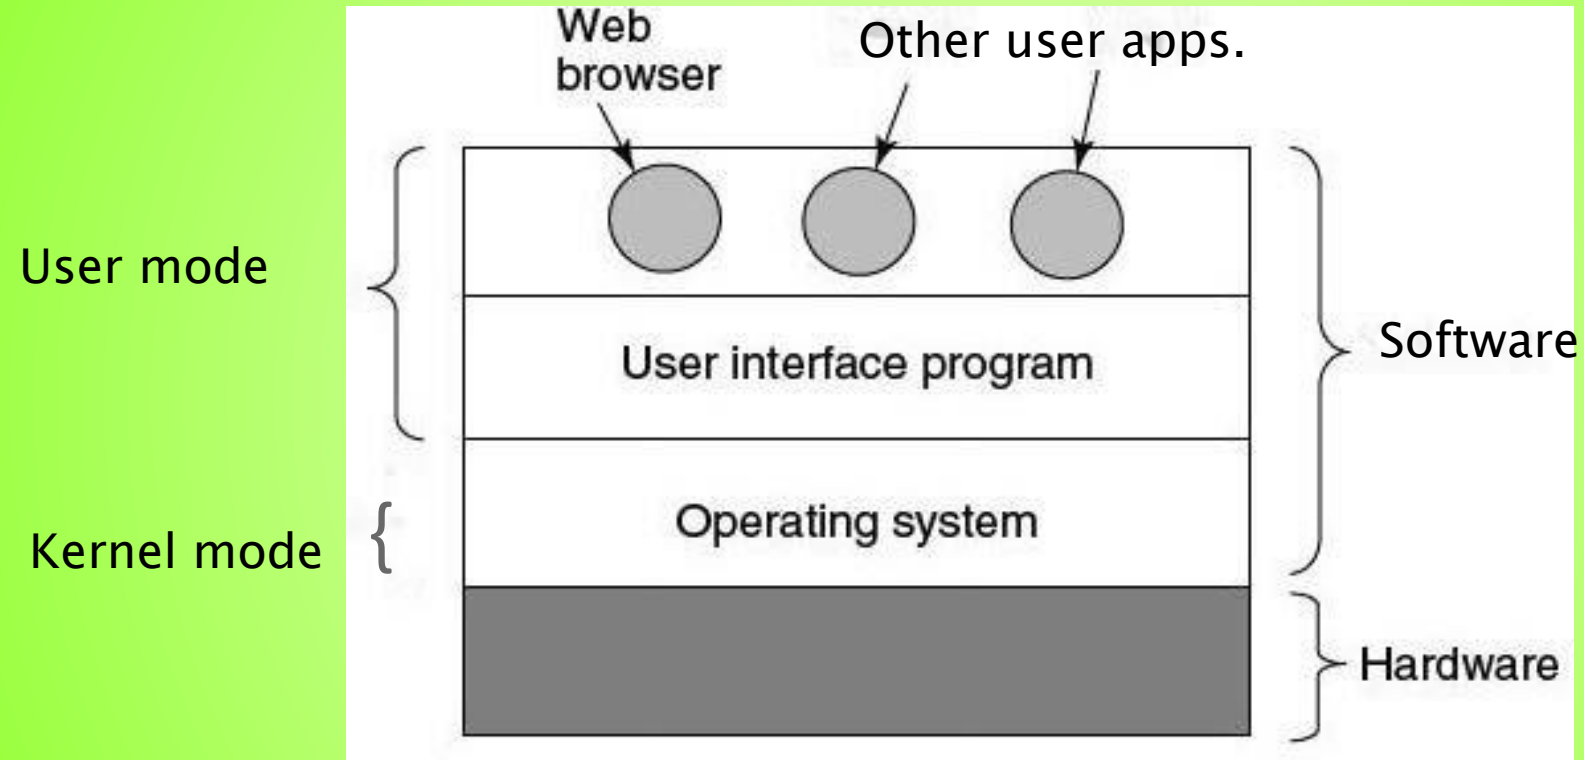 Web
browser
Other user apps.
User mode
User interface program
Software
Operating system
Kernel mode {
Hardware